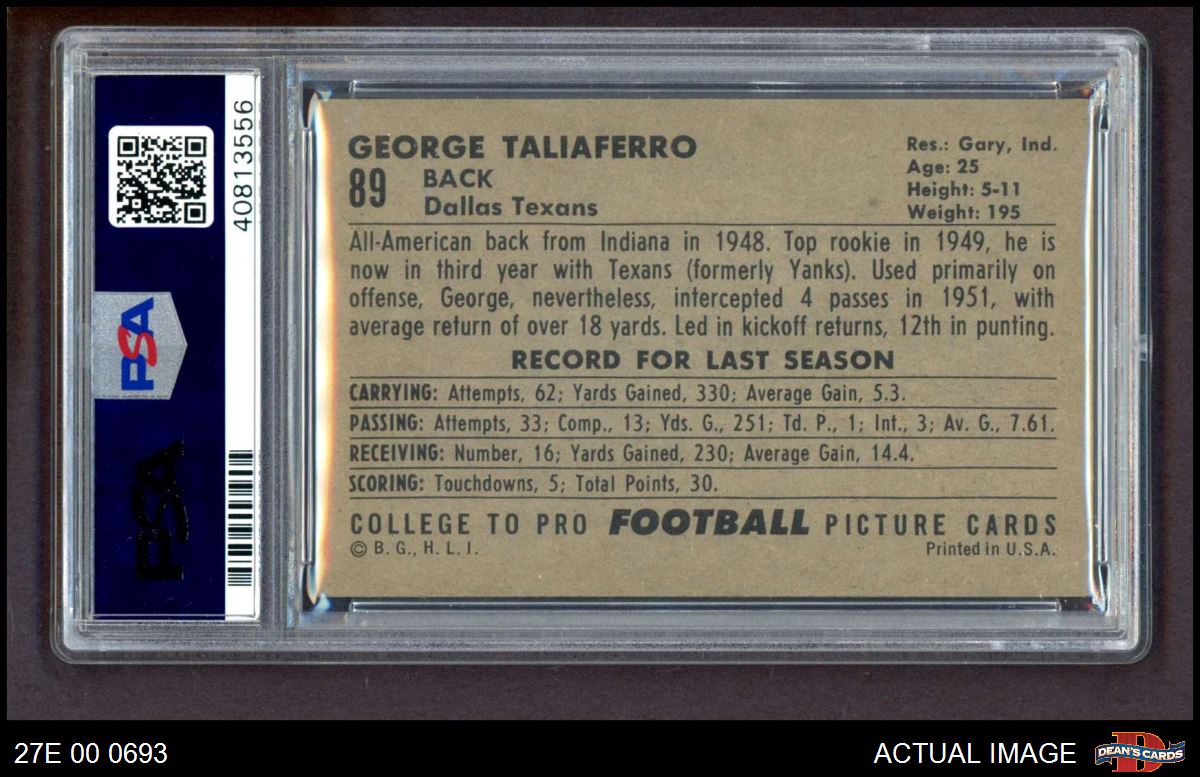 40813556
PSA
PSA
GEORGE TALIAFERRO
89 BACK
Dallas Texans
Res.: Gary, Ind.
Age: 25
Height: 5-11
Weight: 195
All-American back from Indiana in 1948. Top rookie in 1949, he is
now in third year with Texans (formerly Yanks). Used primarily on
offense, George, nevertheless, intercepted 4 passes in 1951, with
average return of over 18 yards. Led in kickoff returns, 12th in punting.
RECORD FOR LAST SEASON
CARRYING: Attempts, 62; Yards Gained, 330; Average Gain, 5.3.
PASSING: Attempts, 33; Comp., 13; Yds. G., 251; Td. P., 1; Int., 3; Av. G., 7.61.
RECEIVING: Number, 16; Yards Gained, 230; Average Gain, 14.4.
SCORING: Touchdowns, 5; Total Points, 30.
COLLEGE TO PRO FOOTBALL PICTURE CARDS
© B. G., H. L. I.
Printed in U.S.A.
27E 00 0693
ACTUAL IMAGE
DEAN'S CARDS